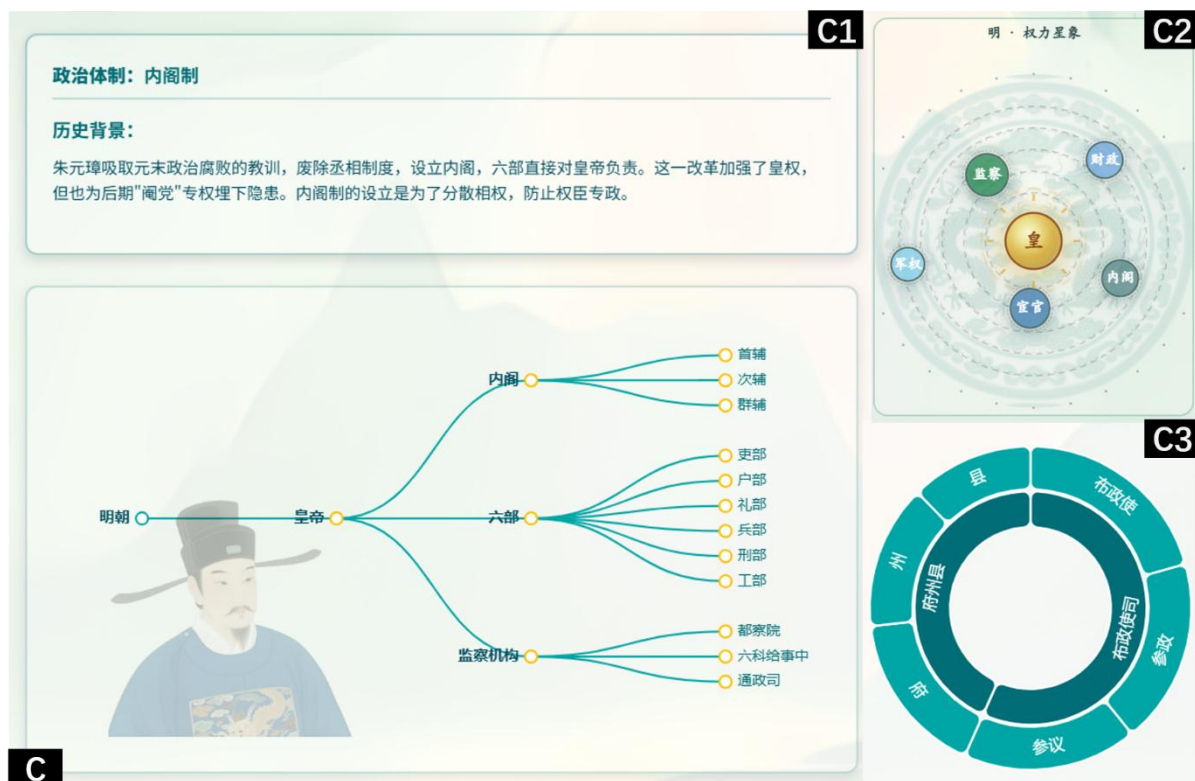 C1
政治体制：内阁制
历史背景：
朱元璋吸取元末政治腐败的教训，废除丞相制度，设立内阁，六部直接对皇帝负责。这一改革加强了皇权，
但也为后期"阉党"专权埋下隐患。内阁制的设立是为了分散相权，防止权臣专政。
明朝
皇帝
内阁
首辅
次辅
群辅
六部
吏部
户部
礼部
兵部
刑部
工部
监察机构
都察院
六科给事中
通政司
C
C2
明 · 权力星象
监察
财政
皇
军权
内阁
宦官
C3
布政使
参政
参议
府
州
县
布政使司
府州县